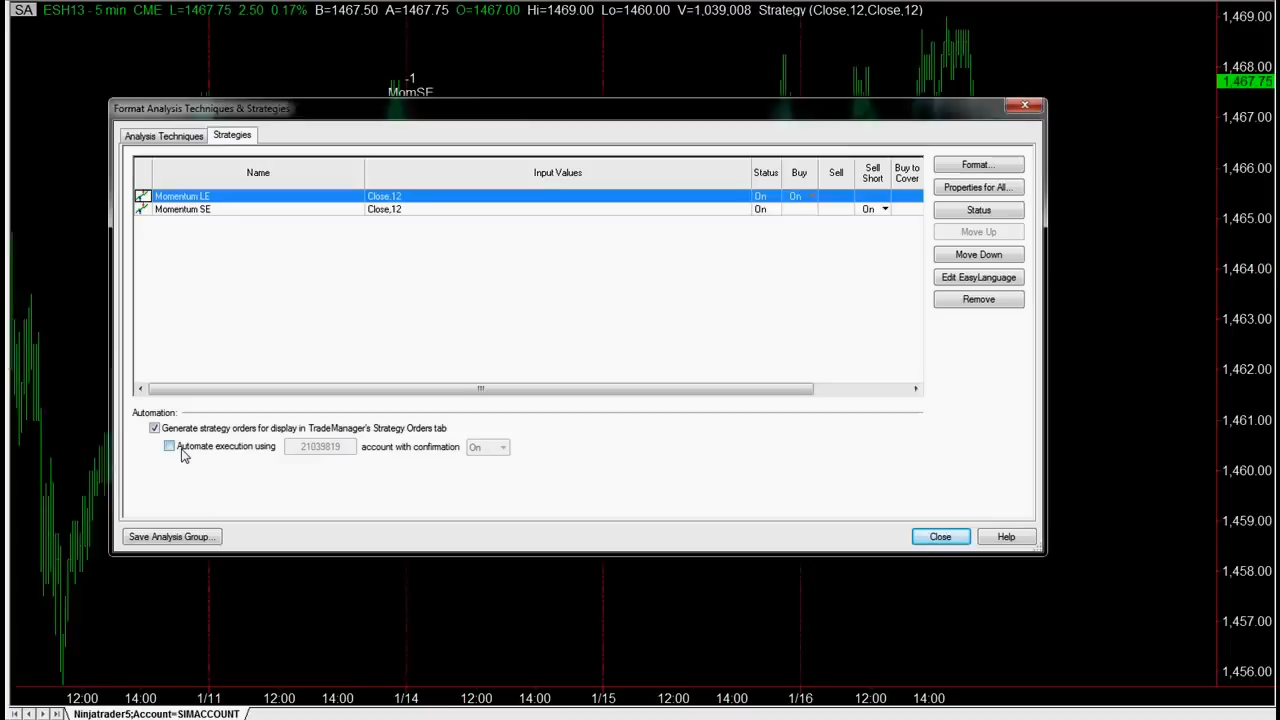 SA ESH13 - 5 min CME L=1467.75 2.50 0.17% B=1467.50 A=1467.75 O=1467.00 Hi=1469.00 Lo=1460.00 V=1,039,008 Strategy (Close,12,Close,12)
1,469.00
-1
MomSE
1,468.00
1,467.75
1,467.00
1,466.00
1,465.00
1,464.00
1,463.00
1,462.00
1,461.00
1,460.00
1,459.00
1,458.00
1,457.00
1,456.00
Format Analysis Techniques & Strategies
Analysis Techniques Strategies
Name Input Values Status Buy Sell Sell Short Buy to Cover
Momentum LE Close,12 On On
Momentum SE Close,12 On On
Format...
Properties for All...
Status
Move Up
Move Down
Edit EasyLanguage
Remove
Automation:
Generate strategy orders for display in TradeManager's Strategy Orders tab
Automate execution using 21039819 account with confirmation On
Save Analysis Group... Close Help
12:00 14:00 1/11 12:00 14:00 1/14 12:00 14:00 1/15 12:00 14:00 1/16 12:00 14:00
Ninjatrader5;Account=SIMACCOUNT